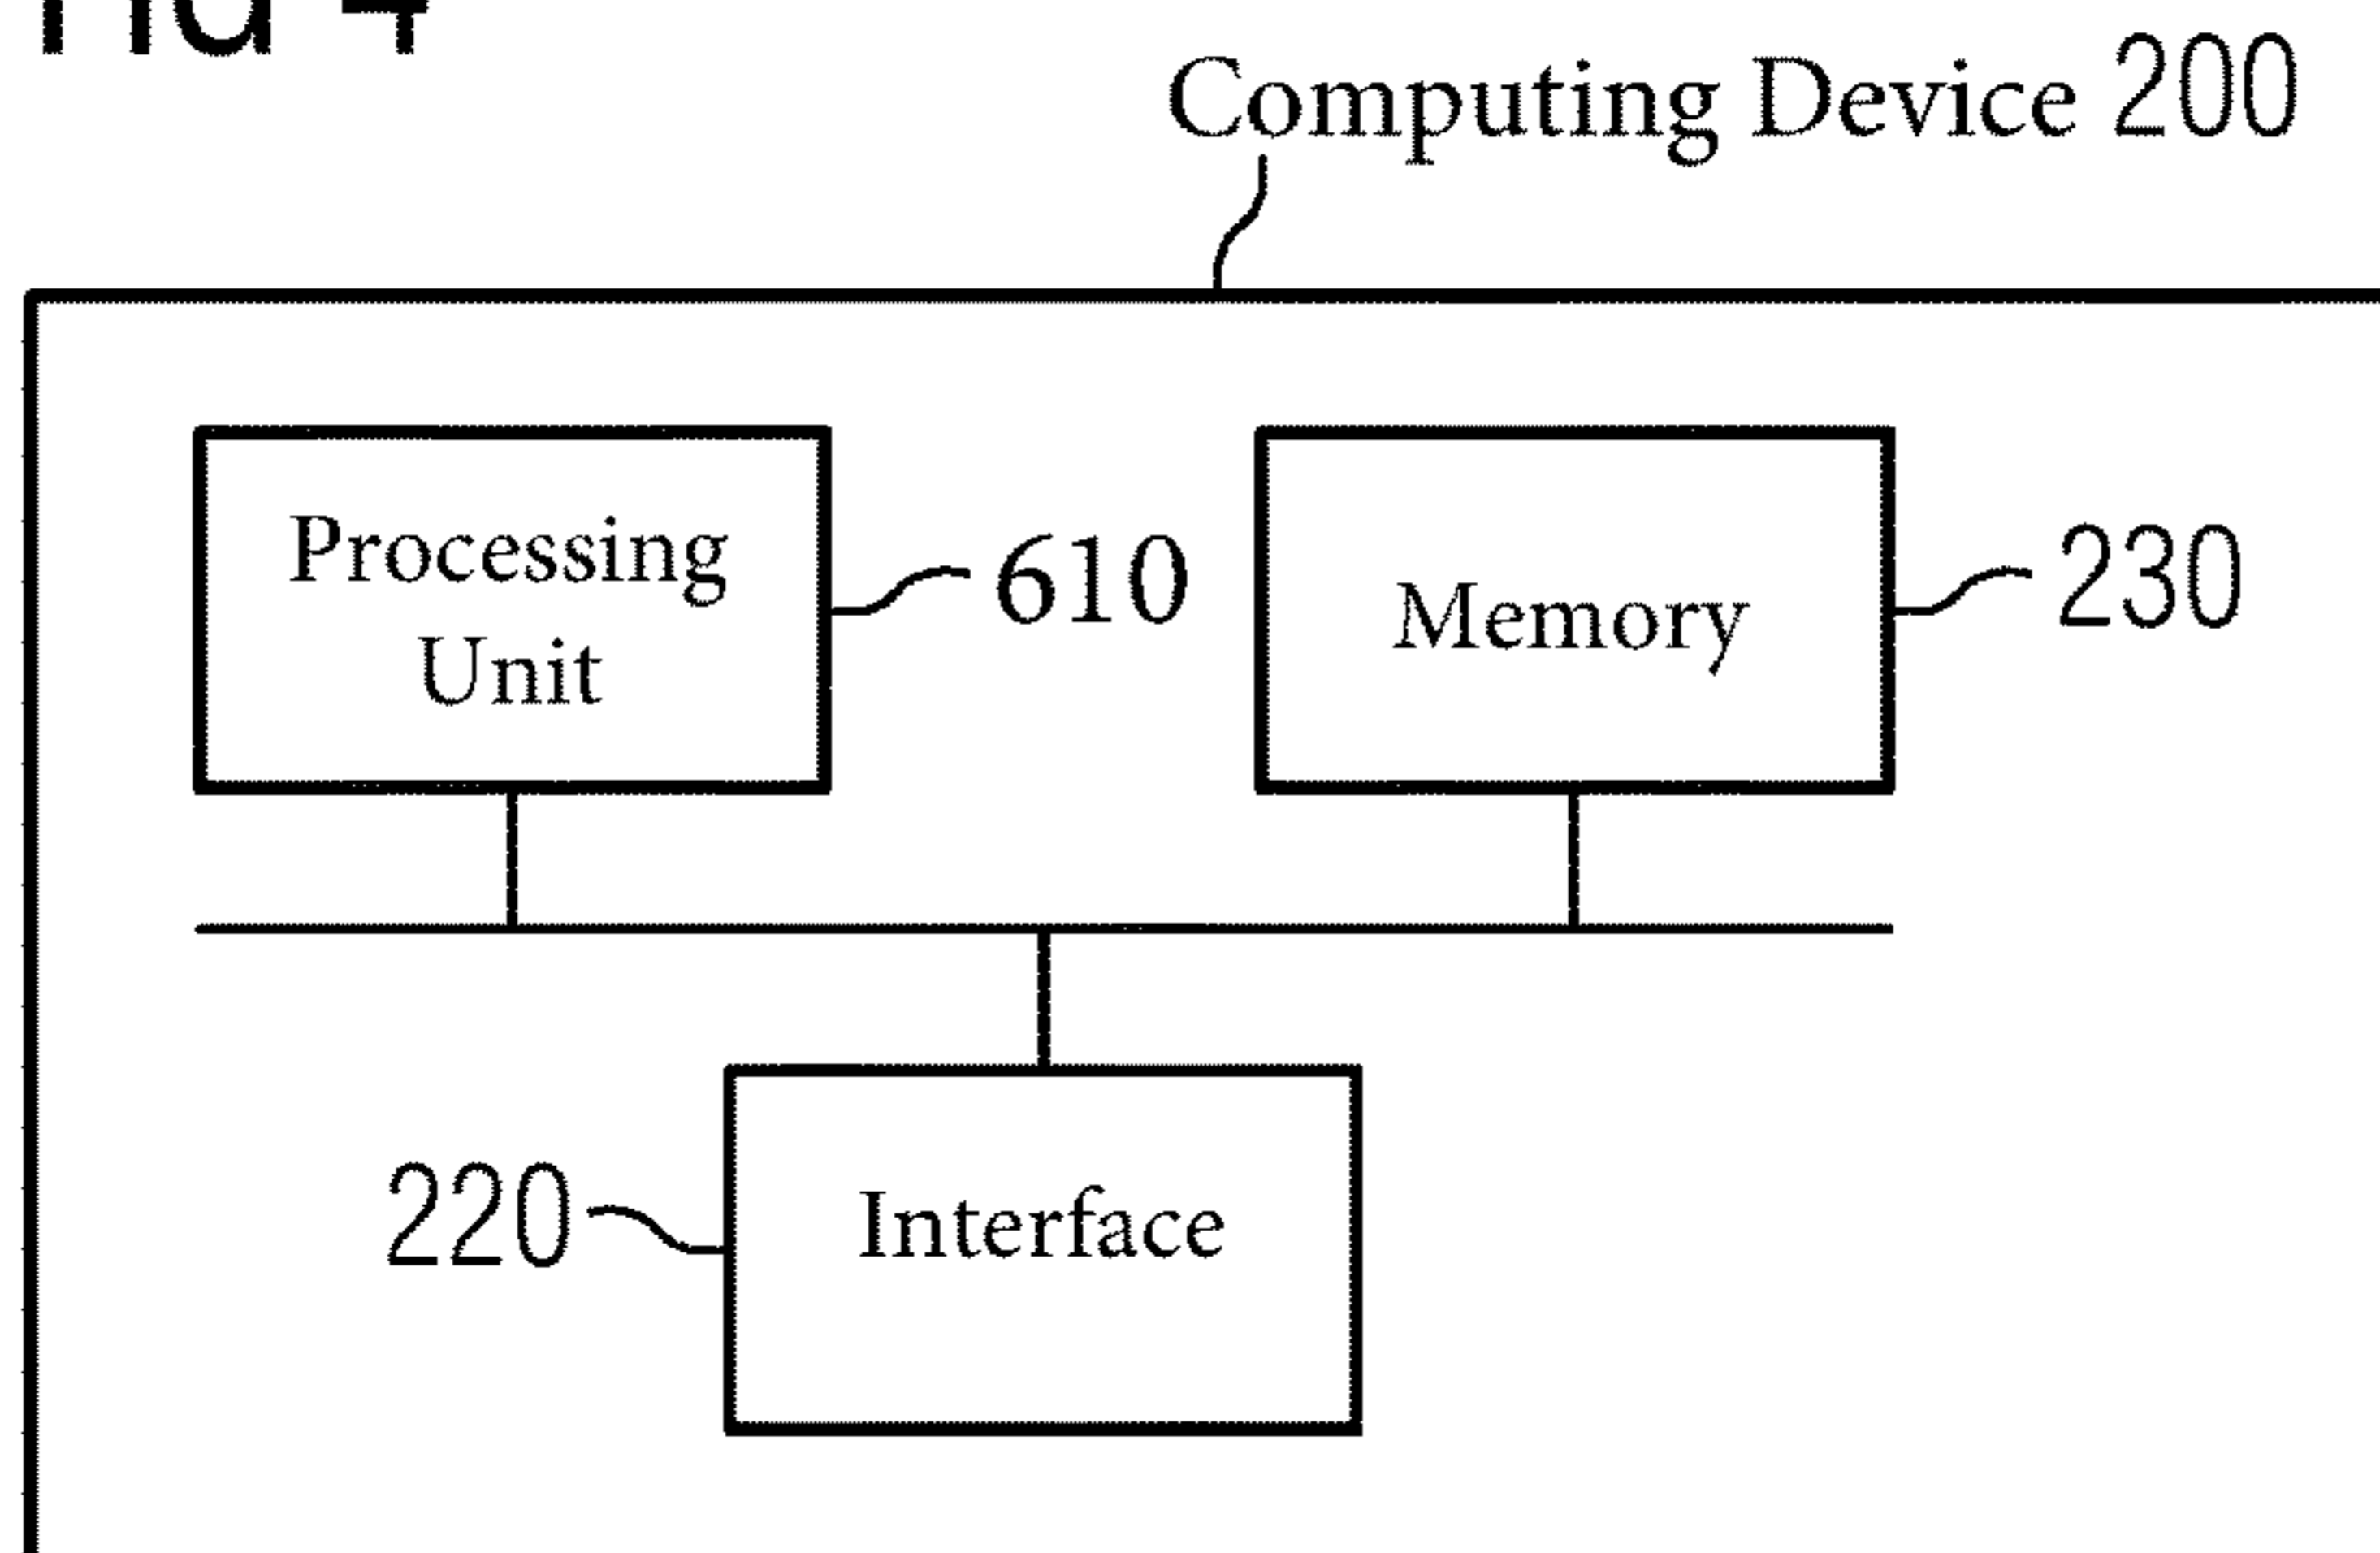 Computing Device 200
Processing
Unit
610
Memory
230
220
Interface